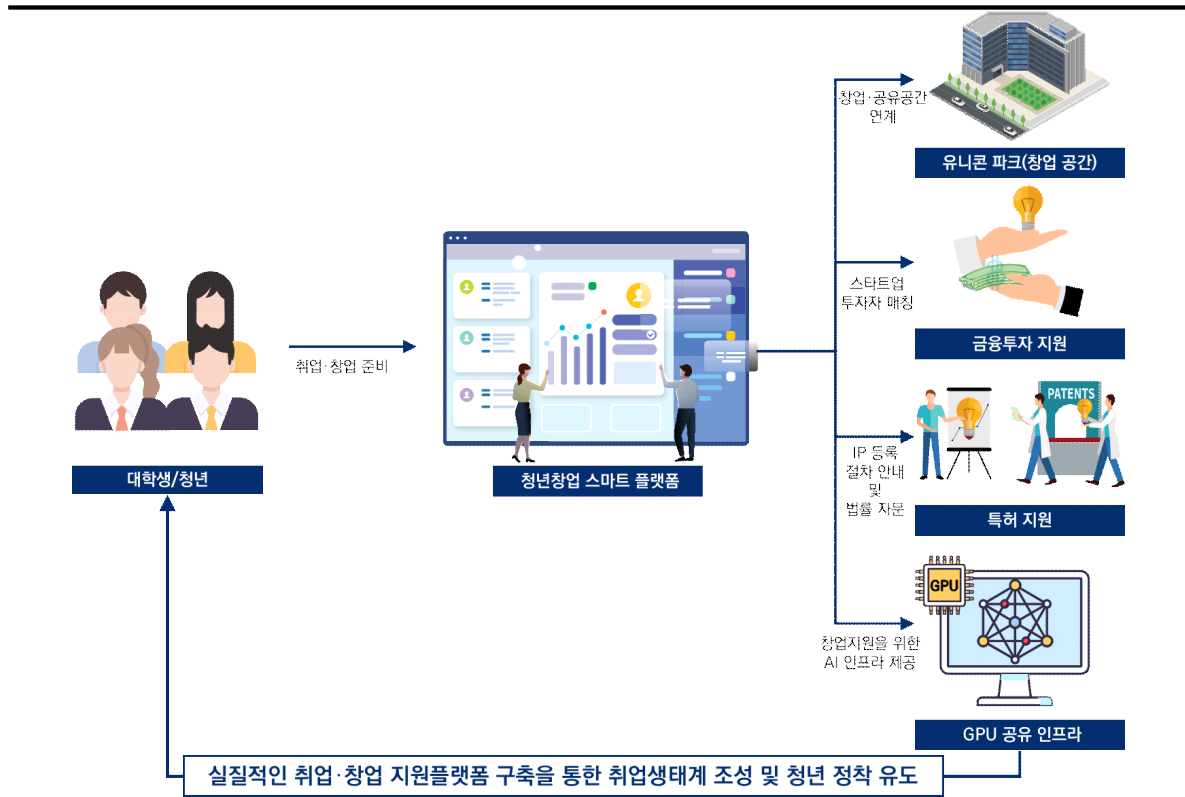 창업·공유공간
연계
유니콘 파크(창업 공간)
스타트업
투자자 매칭
금융투자 지원
취업·창업 준비
대학생/청년
청년창업 스마트 플랫폼
PATENTS
IP 등록
절차 안내
및
법률 자문
특허 지원
GPU
창업지원을 위한
AI 인프라 제공
GPU 공유 인프라
실질적인 취업·창업 지원플랫폼 구축을 통한 취업생태계 조성 및 청년 정착 유도